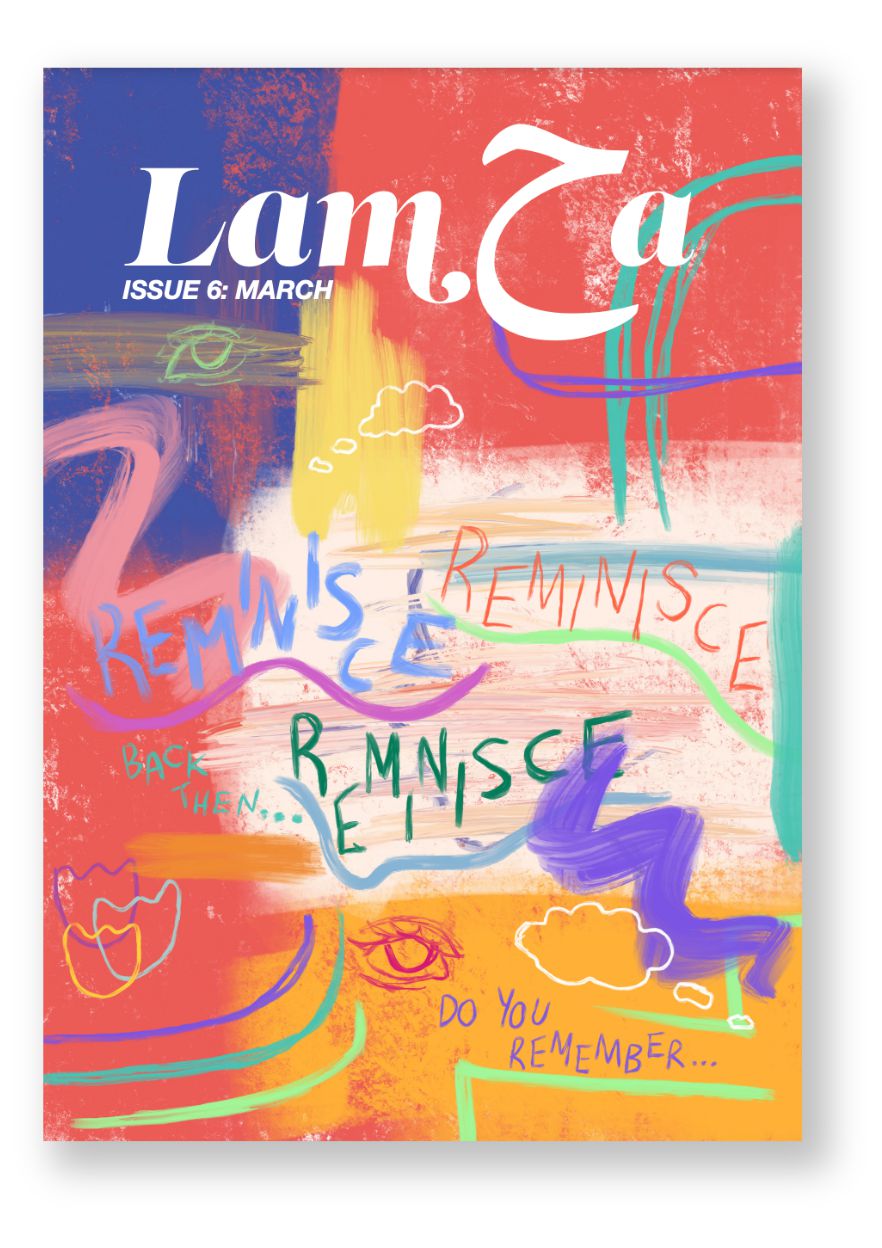 Lamحa
ISSUE 6: MARCH
REMINISCE
REMINISCE
REMINISCE
BACK
THEN...
DO YOU
REMEMBER...